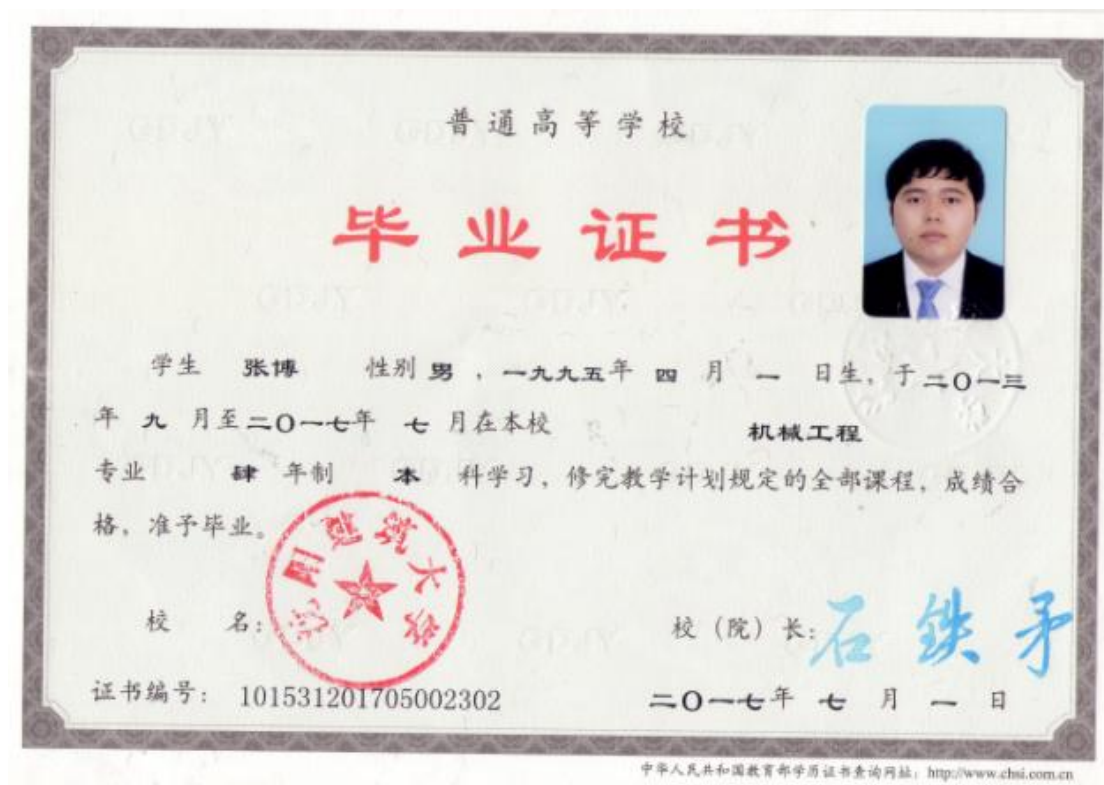 普通高等学校
毕业证书
学生 张博 性别 男 ，一九九五年 四 月 一 日生，于二〇一三
年 九 月至二〇一七年 七 月在本校 机械工程
专业 肆 年制 本 科学习，修完教学计划规定的全部课程，成绩合
格，准予毕业。
沈阳建筑大学
校 名：
校（院）长：石铁矛
证书编号： 101531201705002302
二〇一七年 七 月 一 日
中华人民共和国教育部学历证书查询网址：http://www.chsi.com.cn